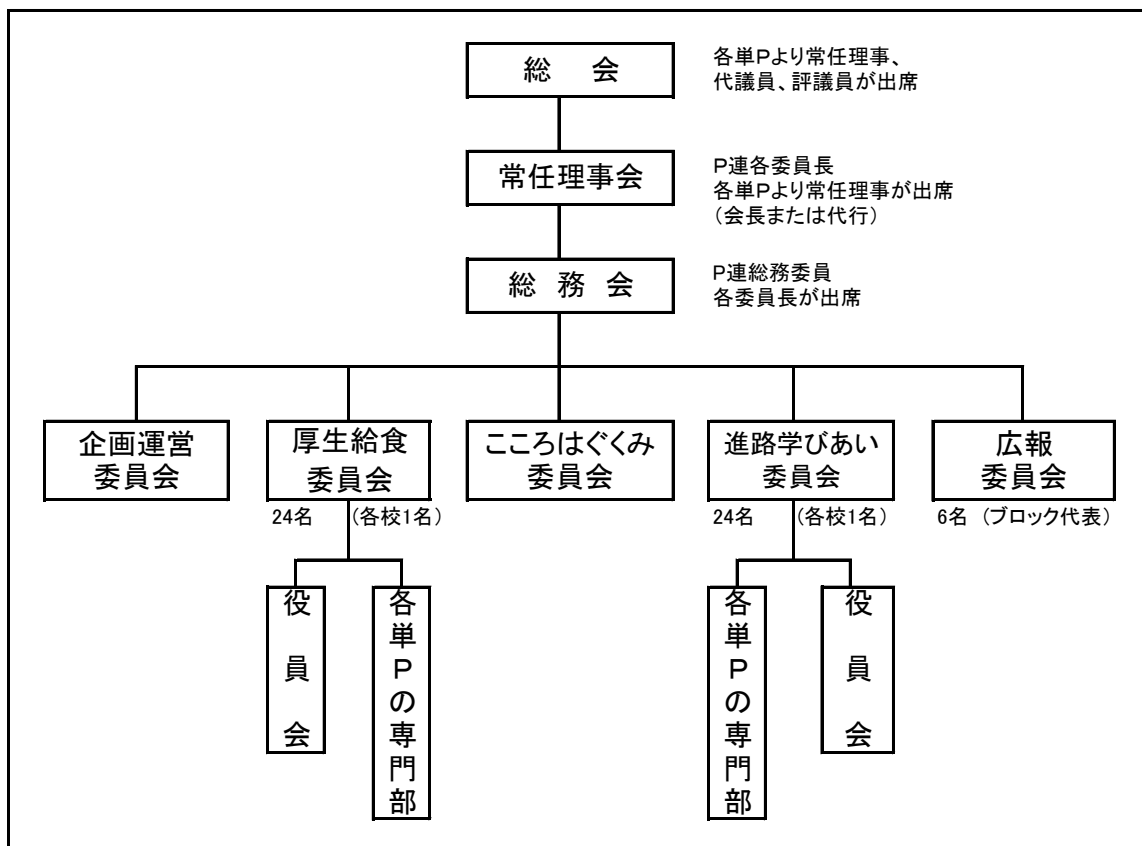 総 会
各単Pより常任理事、
代議員、評議員が出席
常任理事会
P連各委員長
各単Pより常任理事が出席
(会長または代行)
総 務 会
P連総務委員
各委員長が出席
企画運営
委員会
厚生給食
委員会
こころはぐくみ
委員会
進路学びあい
委員会
広報
委員会
24名 (各校1名)
24名 (各校1名)
6名 (ブロック代表)
役員会
各単Pの専門部
各単Pの専門部
役員会